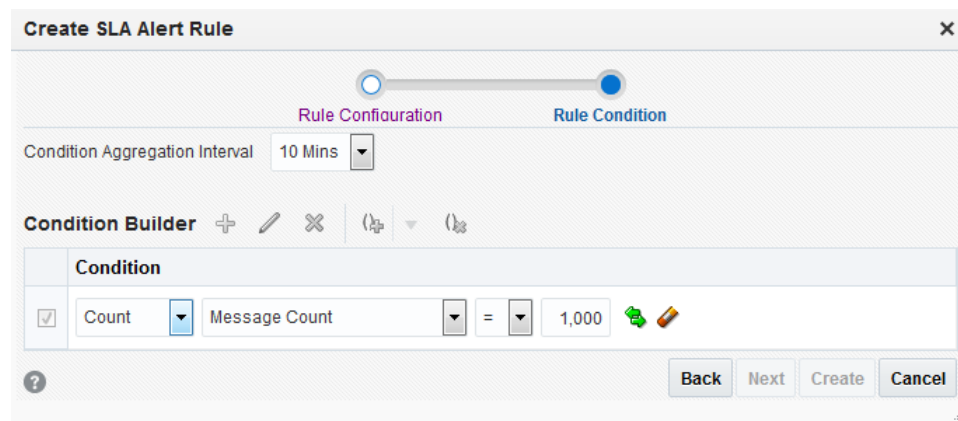 Create SLA Alert Rule
Rule Configuration
Rule Condition
Condition Aggregation Interval 10 Mins
Condition Builder
Condition
Count Message Count = 1,000
Back Next Create Cancel